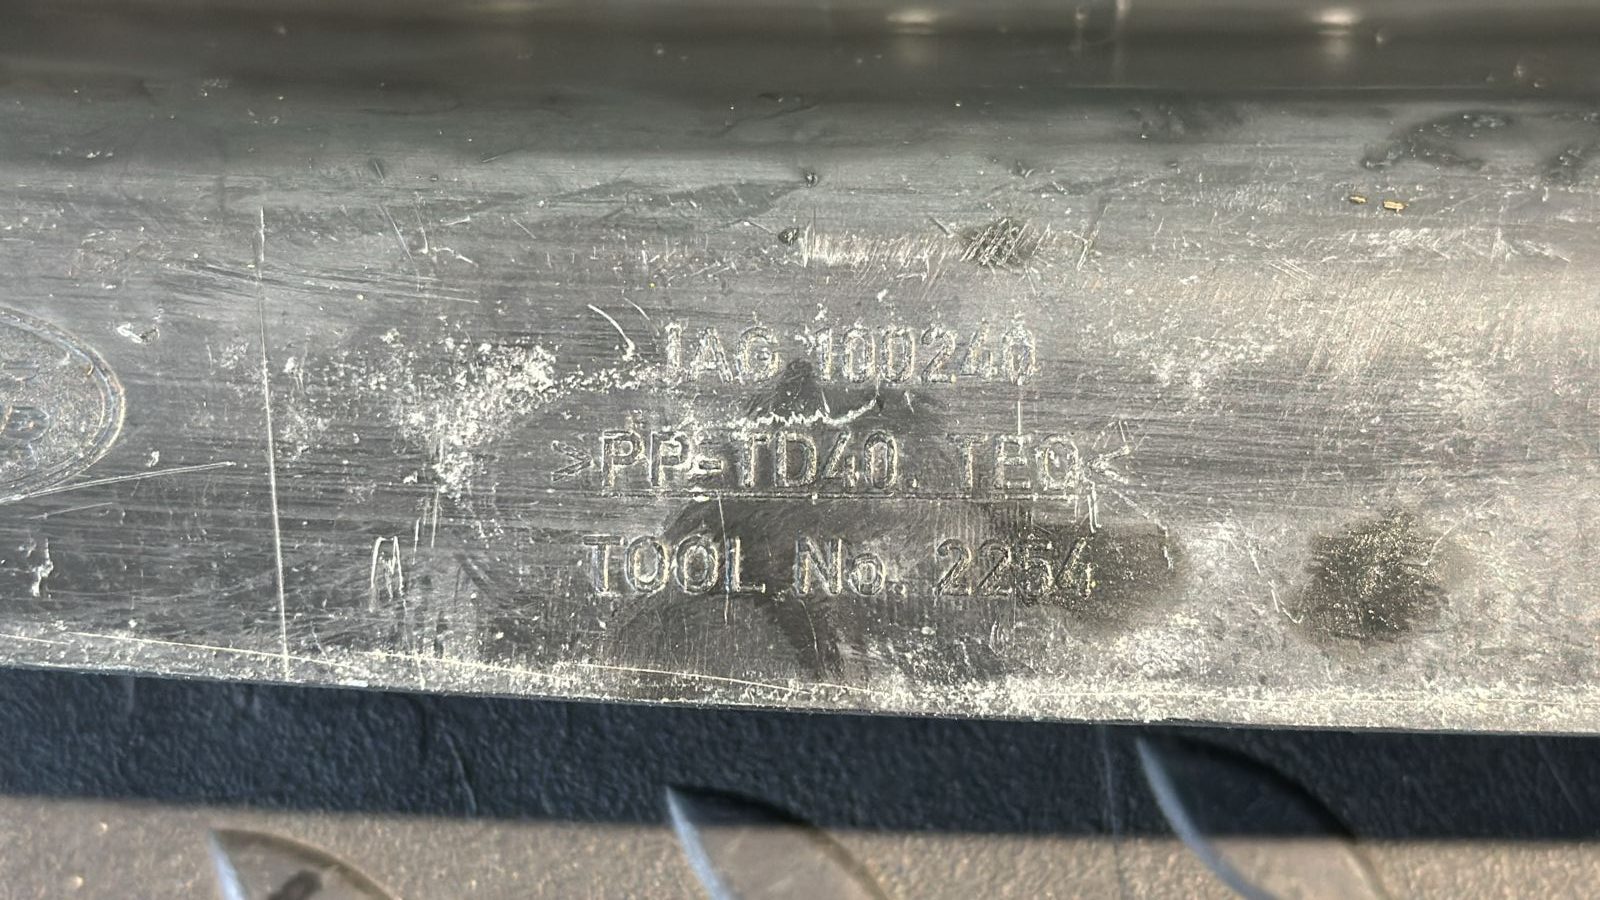 JAG 100240
>PP-TD40. TEO<
TOOL No. 2254